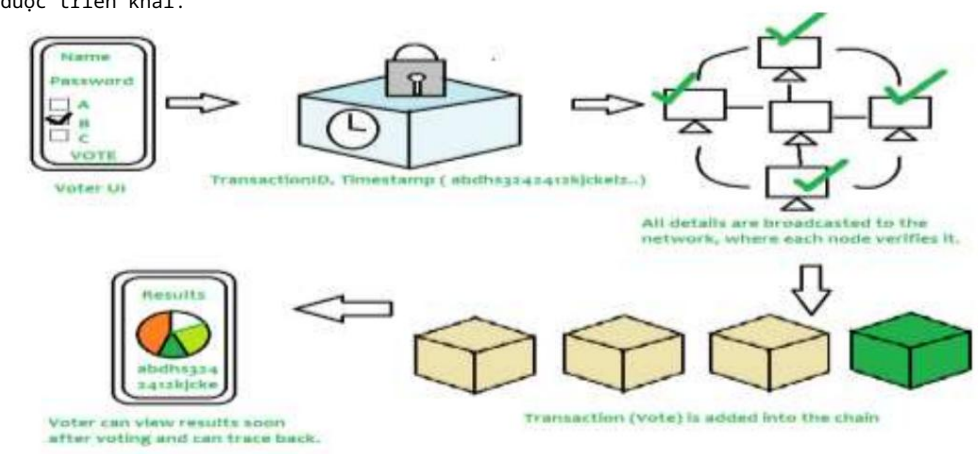 được triển khai.
Name
Password
A
B
C
VOTE
Voter UI
TransactionID, Timestamp ( abdhs3242412kjckelz..)
All details are broadcasted to the
network, where each node verifies it.
Results
abdhs324
2412kjcke
Voter can view results soon
after voting and can trace back.
Transaction (Vote) is added into the chain